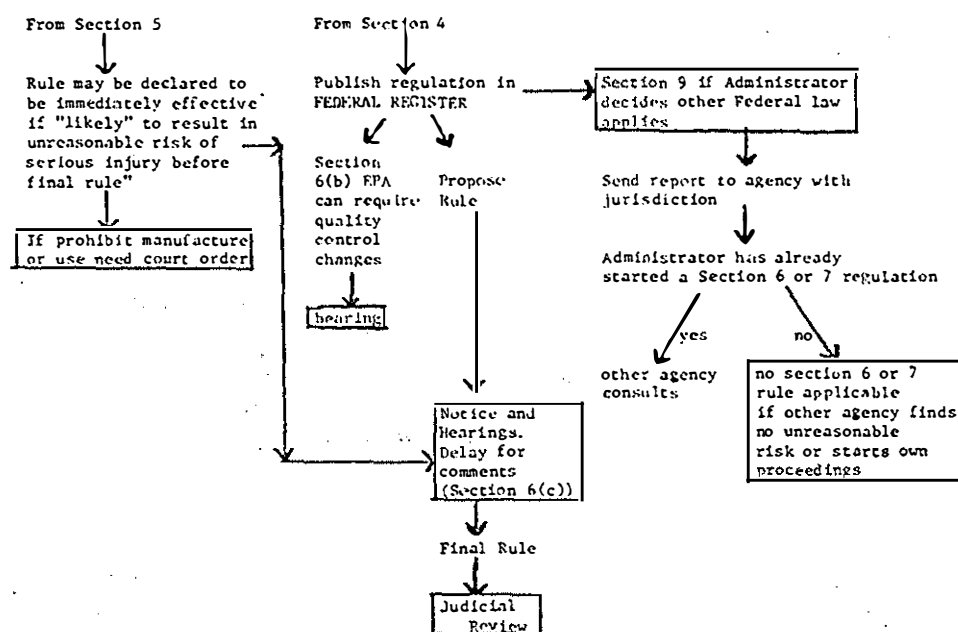 From Section 5
Rule may be declared to
be immediately effective
if "likely" to result in
unreasonable risk of
serious injury before
final rule"
If prohibit manufacture
or use need court order
From Section 4
Publish regulation in
FEDERAL REGISTER
Section
6(b) EPA
can require
quality
control
changes
hearing
Propose
Rule
Notice and
Hearings.
Delay for
comments
(Section 6(c))
Final Rule
Judicial
Review
Section 9 if Administrator
decides other Federal law
applies
Send report to agency with
jurisdiction
Administrator has already
started a Section 6 or 7 regulation
yes
no
other agency
consults
no section 6 or 7
rule applicable
if other agency finds
no unreasonable
risk or starts own
proceedings